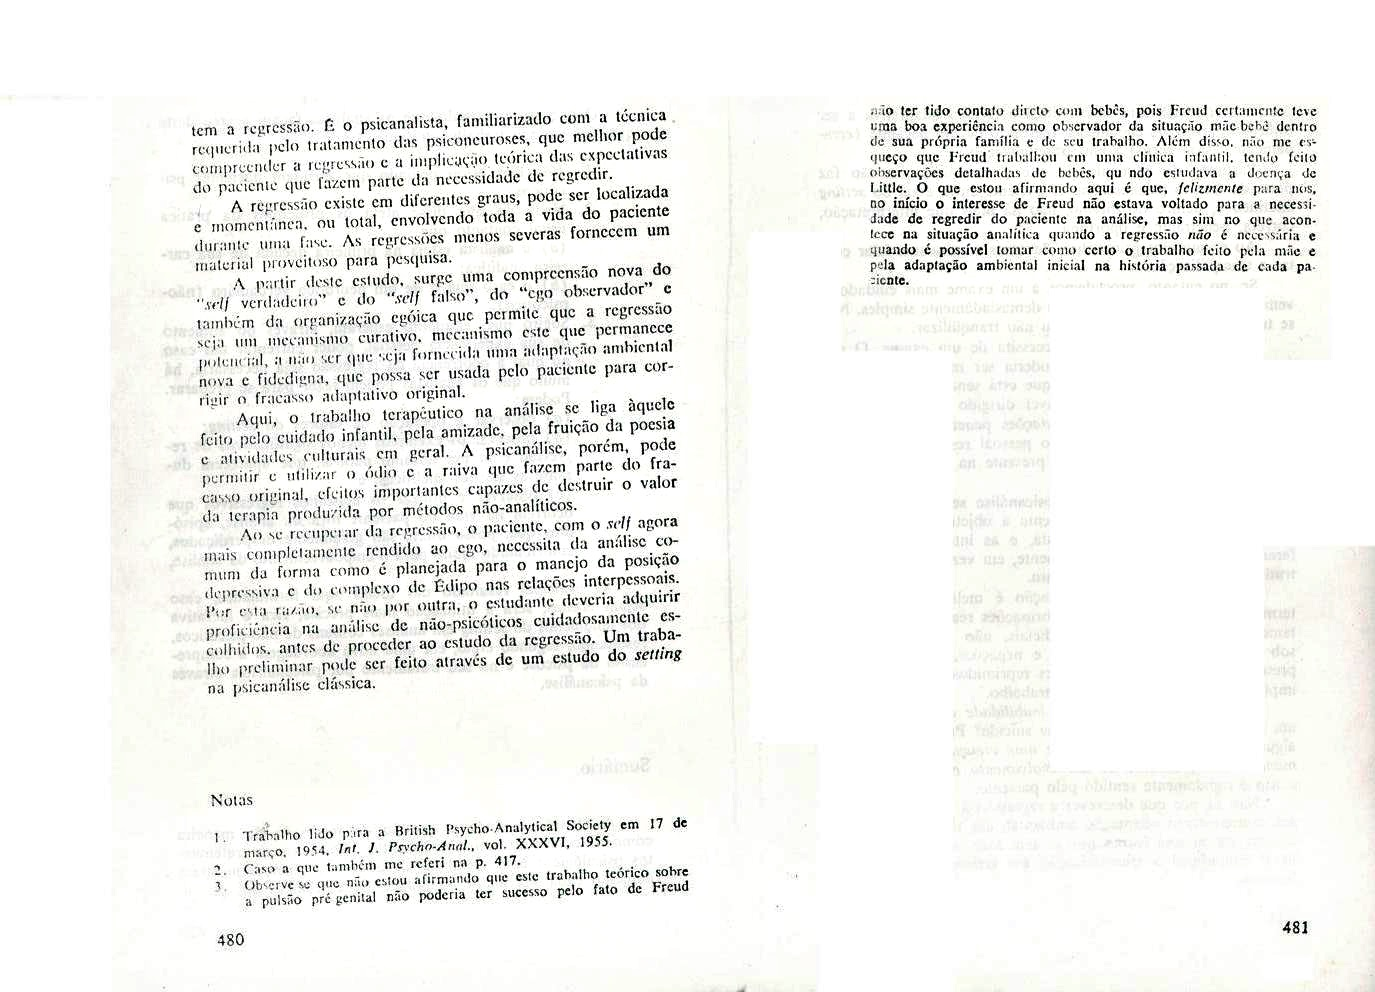 tem a regressão. É o psicanalista, familiarizado com a técnica
requerida pelo tratamento das psiconeuroses, que melhor pode
compreender a regressão e a implicação teórica das expectativas
do paciente que fazem parte da necessidade de regredir.
A regressão existe em diferentes graus, pode ser localizada
e momentânea, ou total, envolvendo toda a vida do paciente
durante uma fase. As regressões menos severas fornecem um
material proveitoso para pesquisa.
A partir deste estudo, surge uma compreensão nova do
"self verdadeiro" e do "self falso", do "ego observador" e
também da organização egóica que permite que a regressão
seja um mecanismo curativo, mecanismo este que permanece
potencial, a não ser que seja fornecida uma adaptação ambiental
nova e fidedigna, que possa ser usada pelo paciente para cor-
rigir o fracasso adaptativo original.
Aqui, o trabalho terapêutico na análise se liga àquele
feito pelo cuidado infantil, pela amizade, pela fruição da poesia
e atividades culturais em geral. A psicanálise, porém, pode
permitir e utilizar o ódio e a raiva que fazem parte do fra-
casso original, efeitos importantes capazes de destruir o valor
da terapia produzida por métodos não-analíticos.
Ao se recuperar da regressão, o paciente, com o self agora
mais completamente rendido ao ego, necessita da análise co-
mum da forma como é planejada para o manejo da posição
depressiva e do complexo de Édipo nas relações interpessoais.
Por esta razão, se não por outra, o estudante deveria adquirir
proficiência na análise de não-psicóticos cuidadosamente es-
colhidos, antes de proceder ao estudo da regressão. Um traba-
lho preliminar pode ser feito através de um estudo do setting
na psicanálise clássica.
Notas
1. Trabalho lido para a British Psycho-Analytical Society em 17 de
março, 1954, Int. J. Psycho-Anal., vol. XXXVI, 1955.
2. Caso a que também me referi na p. 417.
3. Observe-se que não estou afirmando que este trabalho teórico sobre
a pulsão pré-genital não poderia ter sucesso pelo fato de Freud
480
não ter tido contato direto com bebês, pois Freud certamente teve
uma boa experiência como observador da situação mãe-bebê dentro
de sua própria família e de seu trabalho. Além disso, não me es-
queço que Freud trabalhou em uma clínica infantil, tendo feito
observações detalhadas de bebês, qu ndo estudava a doença de
Little. O que estou afirmando aqui é que, felizmente para nós,
no início o interesse de Freud não estava voltado para a necessi-
dade de regredir do paciente na análise, mas sim no que acon-
tece na situação analítica quando a regressão não é necessária e
quando é possível tomar como certo o trabalho feito pela mãe e
pela adaptação ambiental inicial na história passada de cada pa-
ciente.
481